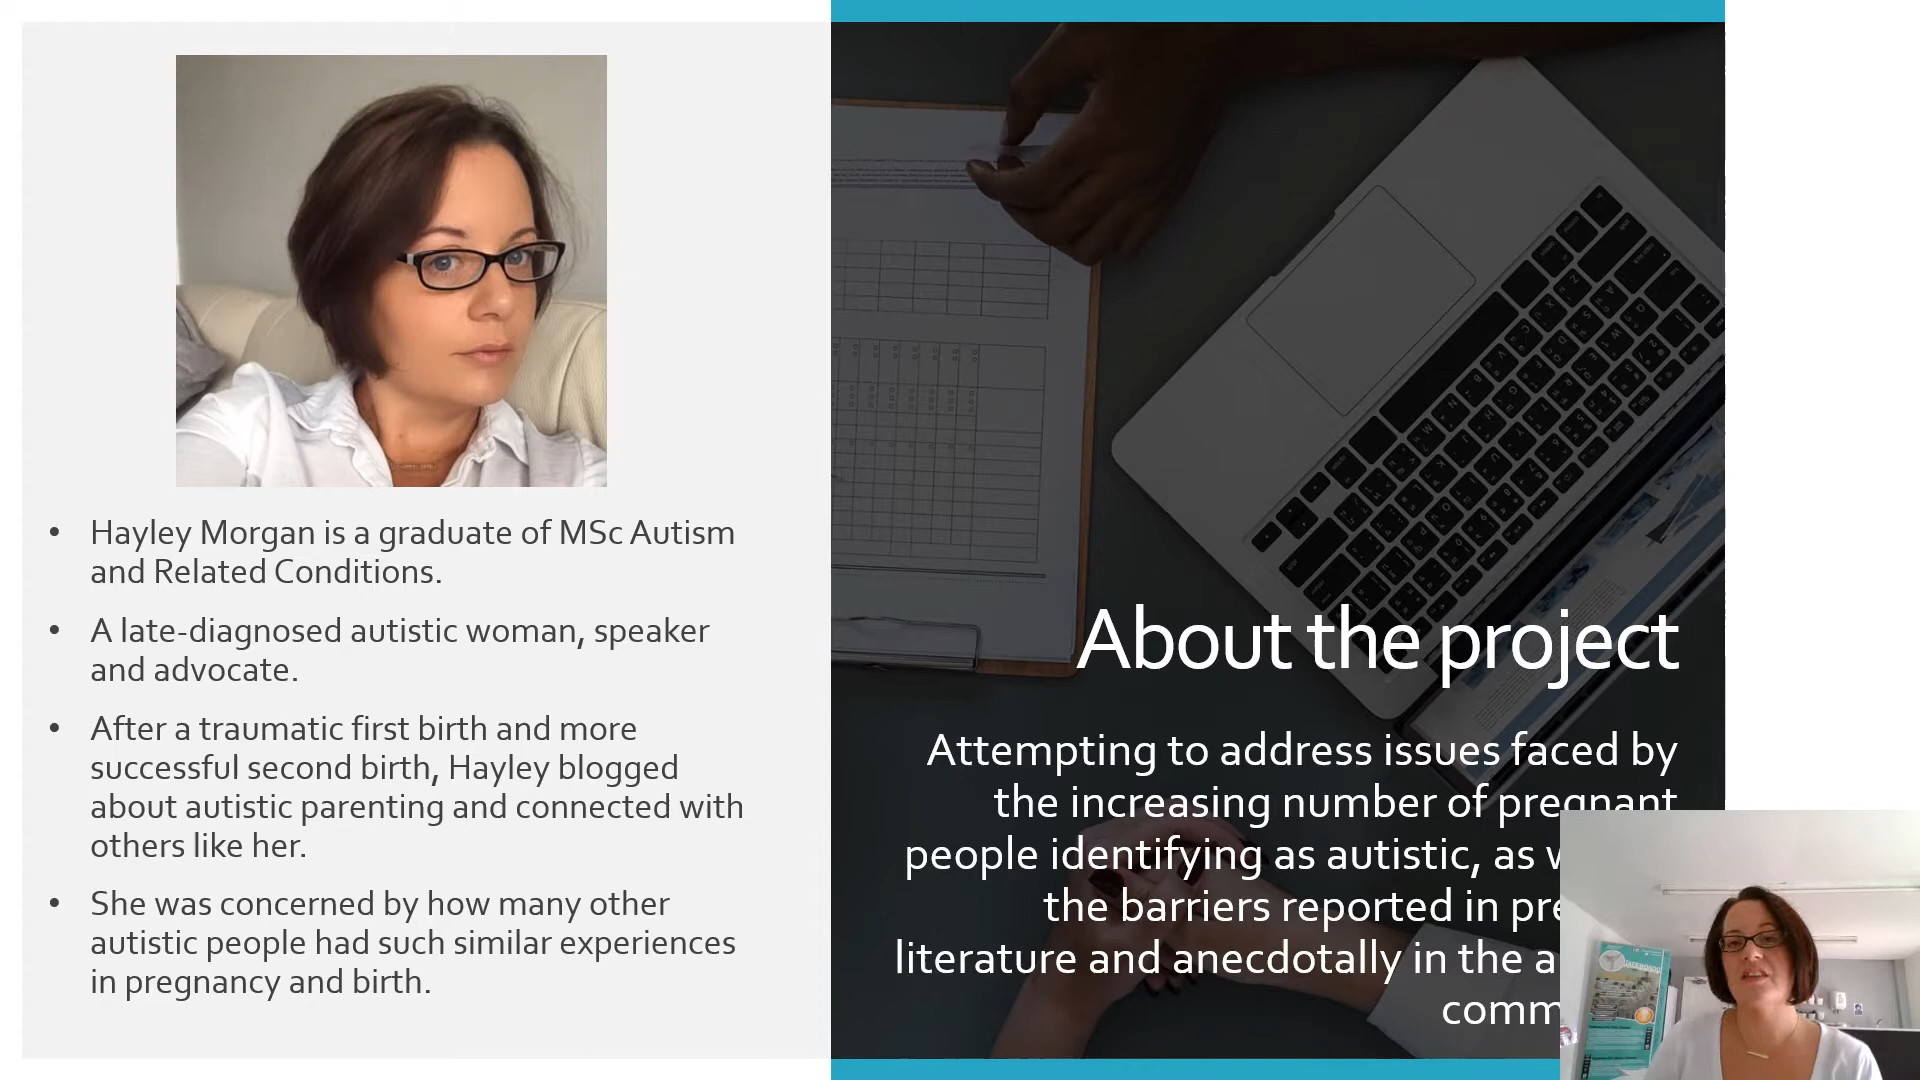 • Hayley Morgan is a graduate of MSc Autism
and Related Conditions.
• A late-diagnosed autistic woman, speaker
and advocate.
• After a traumatic first birth and more
successful second birth, Hayley blogged
about autistic parenting and connected with
others like her.
• She was concerned by how many other
autistic people had such similar experiences
in pregnancy and birth.
About the project
Attempting to address issues faced by
the increasing number of pregnant
people identifying as autistic, as
the barriers reported in
literature and anecdotally in the